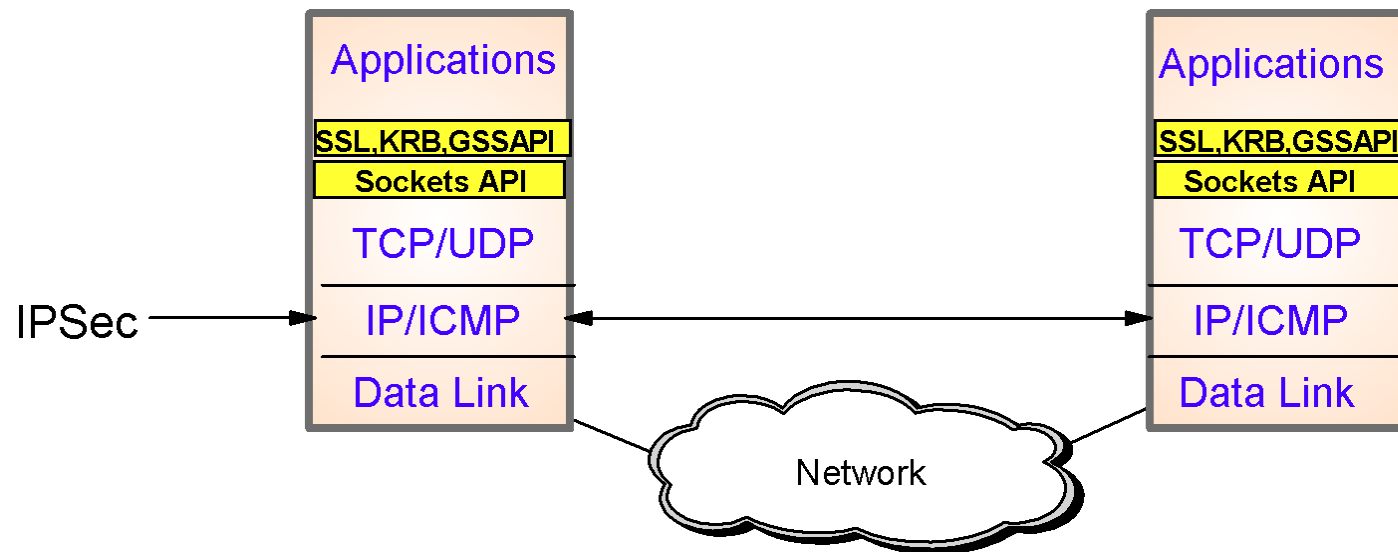 Applications
SSL,KRB,GSSAPI
Sockets API
TCP/UDP
IPSec
IP/ICMP
Data Link
Network
Applications
SSL,KRB,GSSAPI
Sockets API
TCP/UDP
IP/ICMP
Data Link